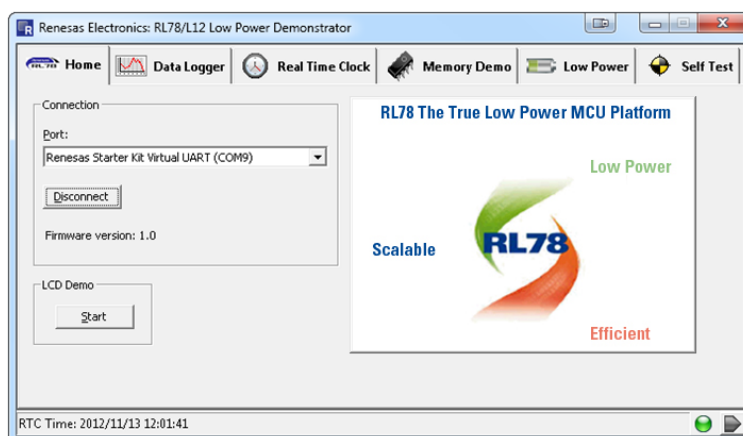 Renesas Electronics: RL78/L12 Low Power Demonstrator
Home
Data Logger
Real Time Clock
Memory Demo
Low Power
Self Test
Connection
Port:
Renesas Starter Kit Virtual UART (COM9)
Disconnect
Firmware version: 1.0
LCD Demo
Start
RL78 The True Low Power MCU Platform
Low Power
Scalable
RL78
Efficient
RTC Time: 2012/11/13 12:01:41